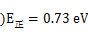 )E正 = 0.73 eV